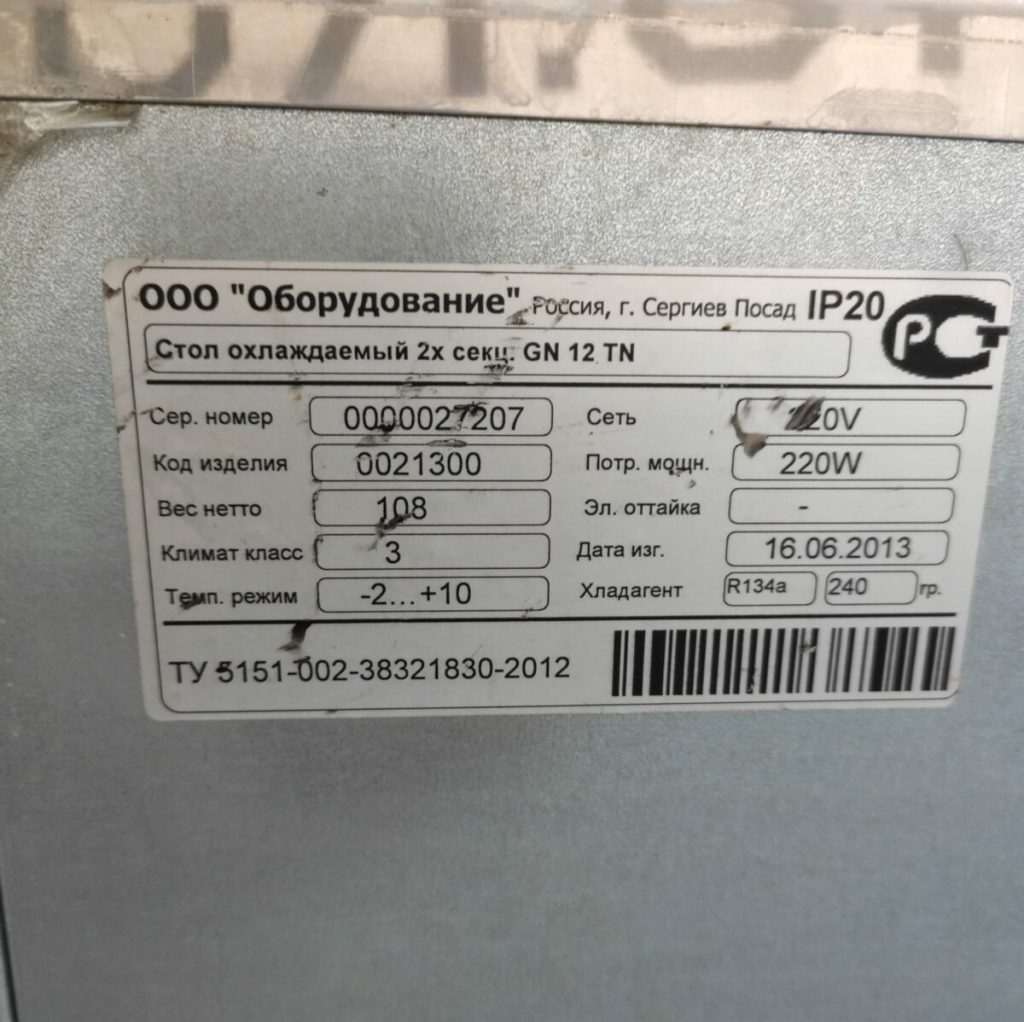 ООО "Оборудование" Россия, г. Сергиев Посад IP20
РСТ
Стол охлаждаемый 2х секц. GN 12 TN
Сер. номер 0000027207 Сеть 220V
Код изделия 0021300 Потр. мощн. 220W
Вес нетто 108 Эл. оттайка -
Климат класс 3 Дата изг. 16.06.2013
Темп. режим -2...+10 Хладагент R134a 240 гр.
ТУ 5151-002-38321830-2012